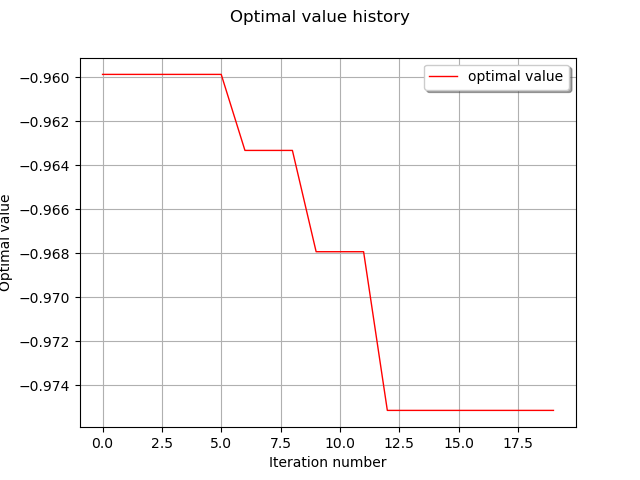 Optimal value history
optimal value
−0.960
−0.962
−0.964
−0.966
−0.968
−0.970
−0.972
−0.974
Optimal value
0.0 2.5 5.0 7.5 10.0 12.5 15.0 17.5
Iteration number